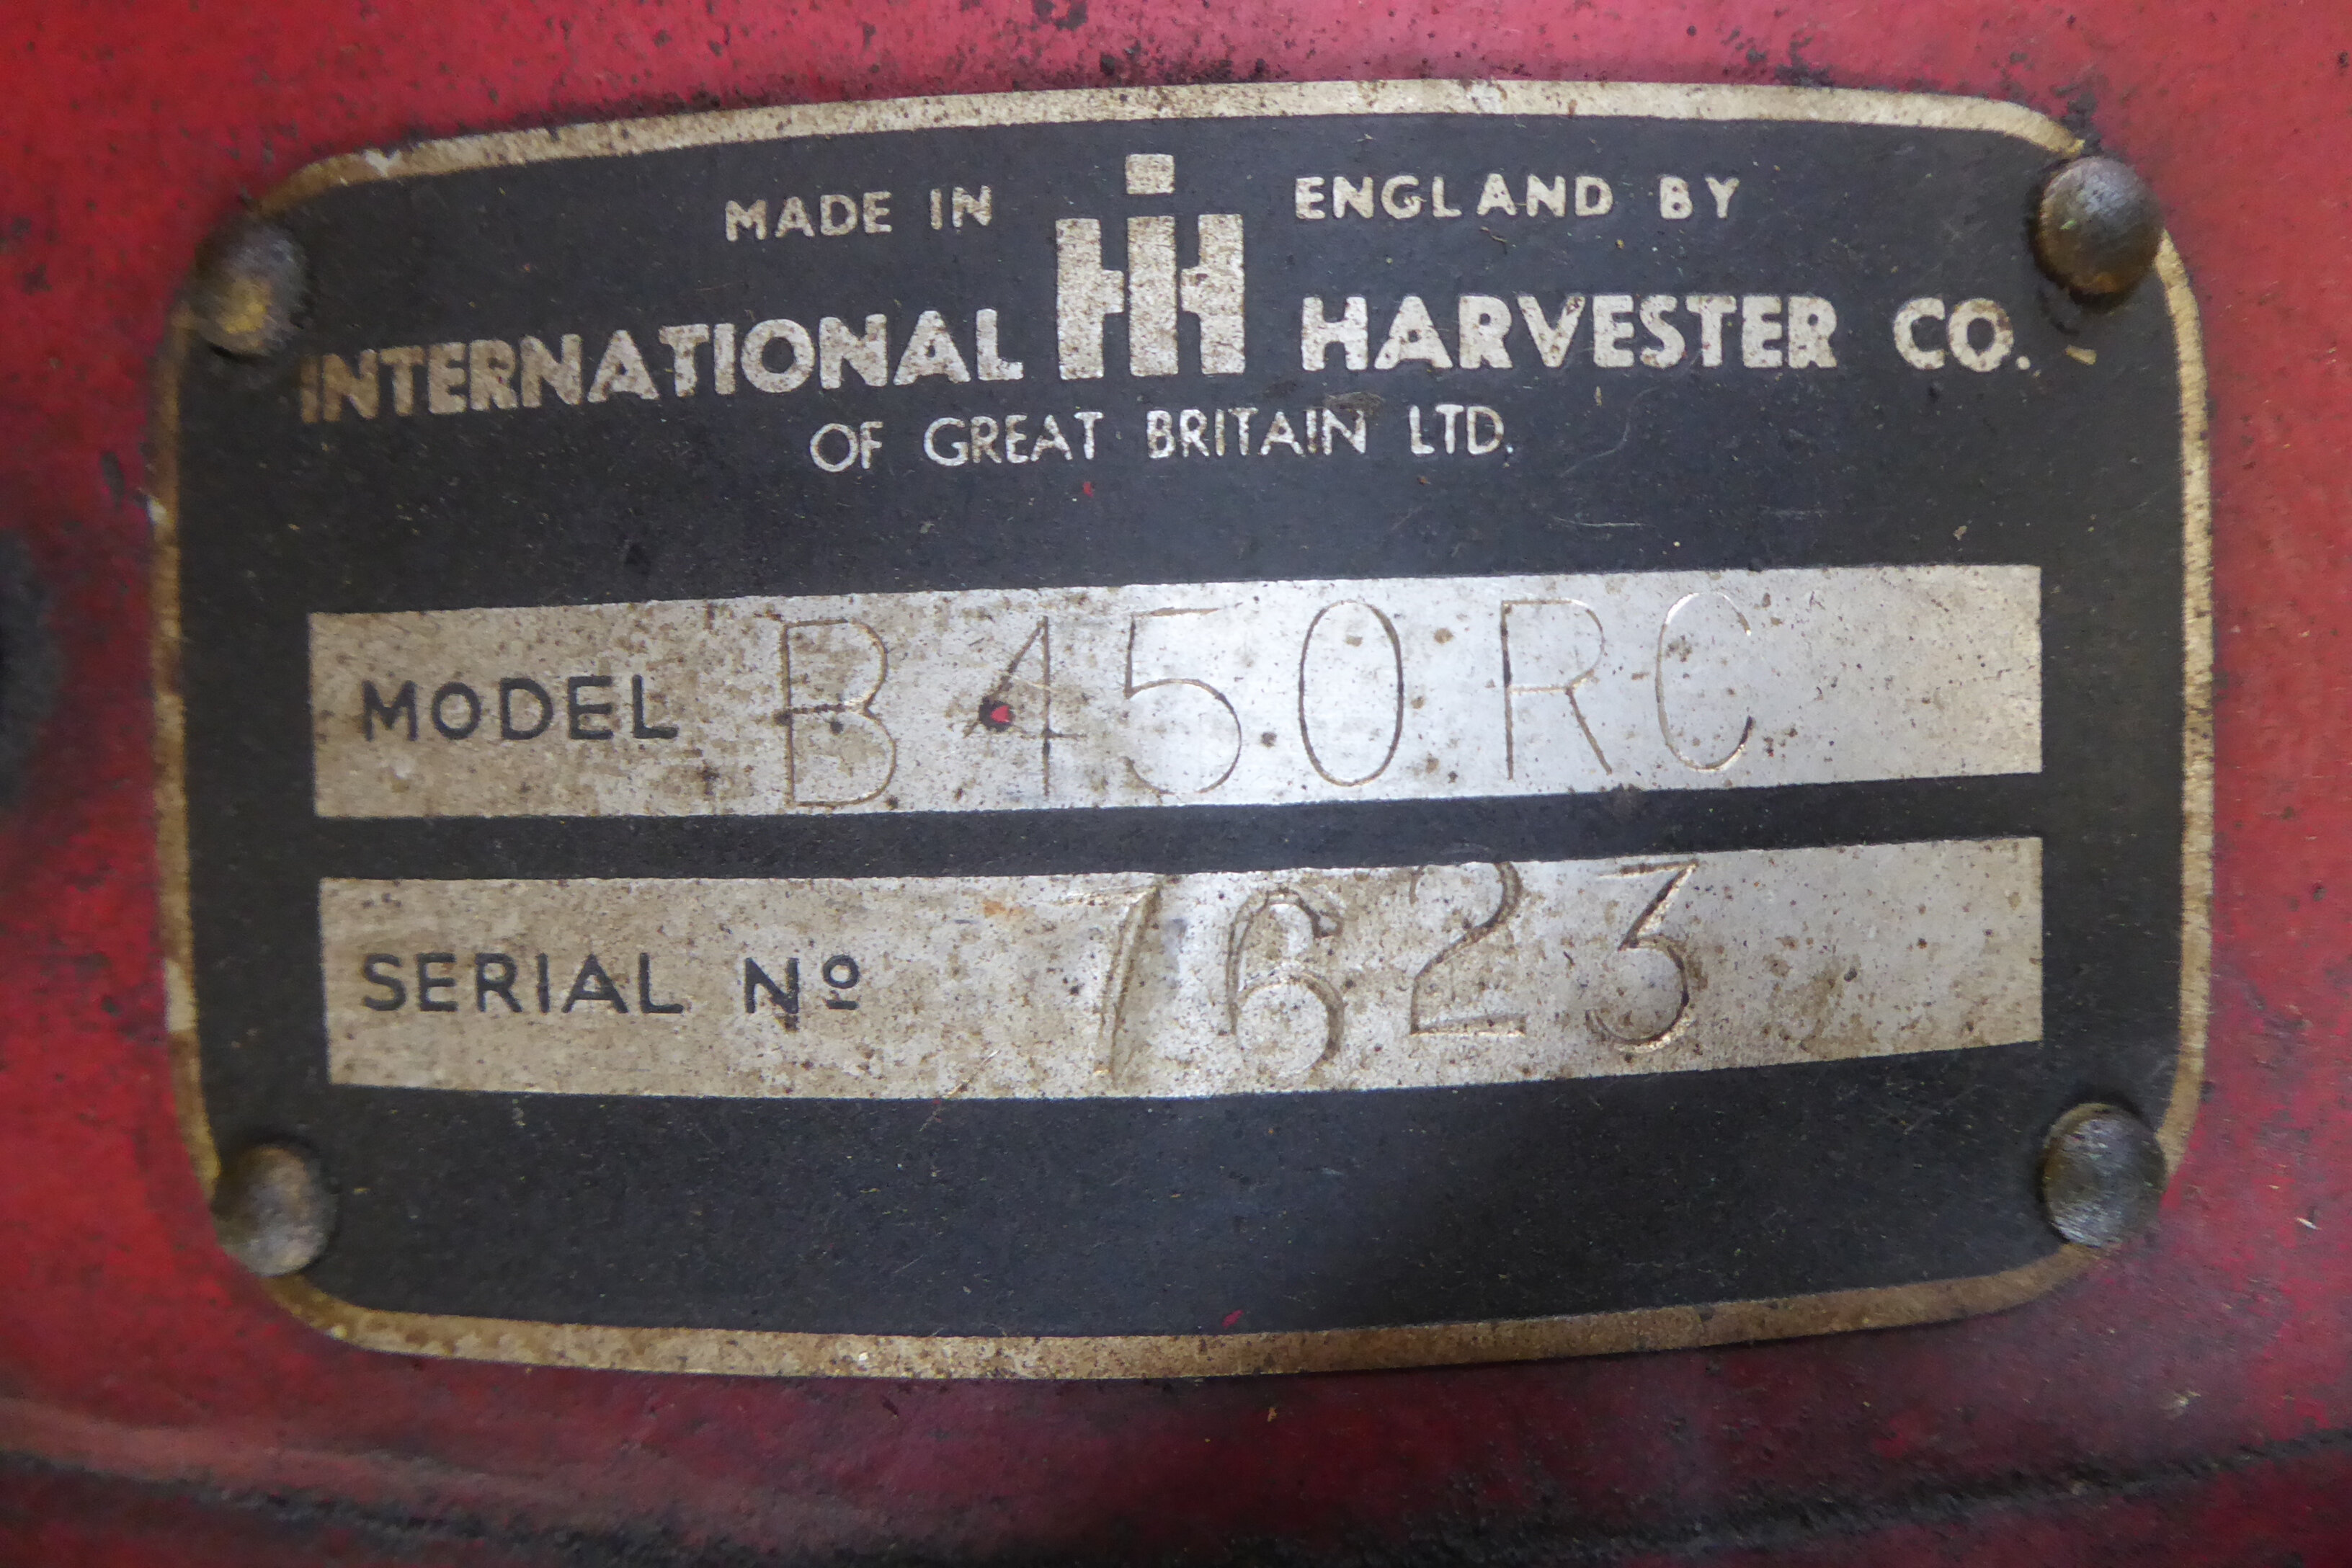 MADE IN IH ENGLAND BY
INTERNATIONAL HARVESTER CO.
OF GREAT BRITAIN LTD.
MODEL B450RC
SERIAL Nº 7623